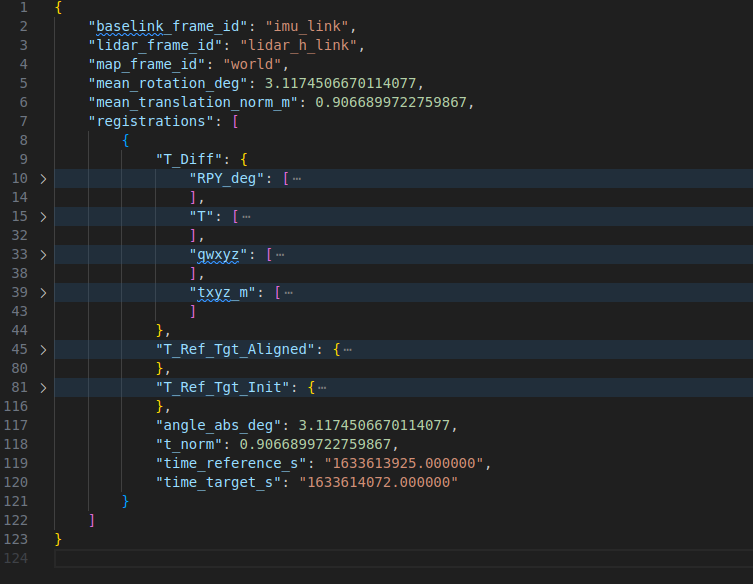 1 {
2 "baselink_frame_id": "imu_link",
3 "lidar_frame_id": "lidar_h_link",
4 "map_frame_id": "world",
5 "mean_rotation_deg": 3.1174506670114077,
6 "mean_translation_norm_m": 0.9066899722759867,
7 "registrations": [
8 {
9 "T_Diff": {
10 > "RPY_deg": [ ⋯
14 ],
15 > "T": [ ⋯
32 ],
33 > "qwxyz": [ ⋯
38 ],
39 > "txyz_m": [ ⋯
43 ]
44 },
45 > "T_Ref_Tgt_Aligned": { ⋯
80 },
81 > "T_Ref_Tgt_Init": { ⋯
116 },
117 "angle_abs_deg": 3.1174506670114077,
118 "t_norm": 0.9066899722759867,
119 "time_reference_s": "1633613925.000000",
120 "time_target_s": "1633614072.000000"
121 }
122 ]
123 }
124